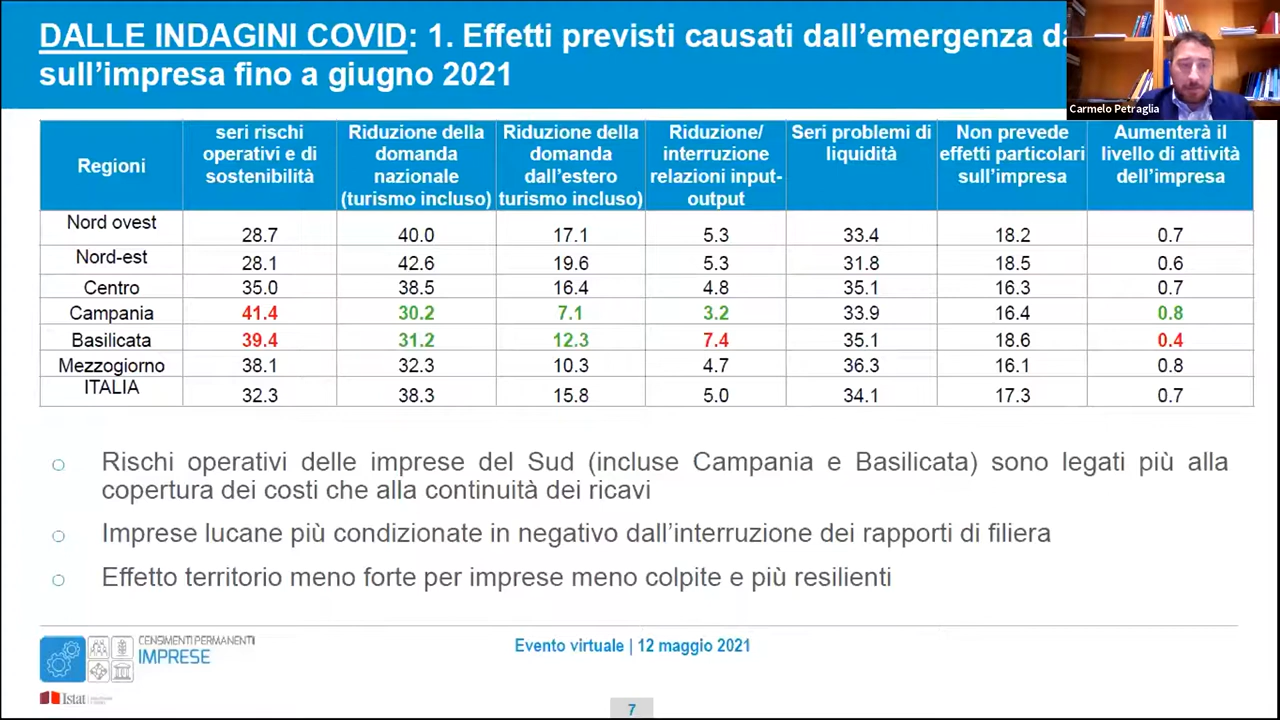 DALLE INDAGINI COVID: 1. Effetti previsti causati dall’emergenza da
sull’impresa fino a giugno 2021
Carmelo Petraglia
Regioni
seri rischi
operativi e di
sostenibilità
Riduzione della
domanda
nazionale
(turismo incluso)
Riduzione della
domanda
dall’estero
turismo incluso)
Riduzione/
interruzione
relazioni input-
output
Seri problemi di
liquidità
Non prevede
effetti particolari
sull’impresa
Aumenterà il
livello di attività
dell’impresa
Nord ovest 28.7 40.0 17.1 5.3 33.4 18.2 0.7
Nord-est 28.1 42.6 19.6 5.3 31.8 18.5 0.6
Centro 35.0 38.5 16.4 4.8 35.1 16.3 0.7
Campania 41.4 30.2 7.1 3.2 33.9 16.4 0.8
Basilicata 39.4 31.2 12.3 7.4 35.1 18.6 0.4
Mezzogiorno 38.1 32.3 10.3 4.7 36.3 16.1 0.8
ITALIA 32.3 38.3 15.8 5.0 34.1 17.3 0.7
Rischi operativi delle imprese del Sud (incluse Campania e Basilicata) sono legati più alla
copertura dei costi che alla continuità dei ricavi
Imprese lucane più condizionate in negativo dall’interruzione dei rapporti di filiera
Effetto territorio meno forte per imprese meno colpite e più resilienti
CENSIMENTI PERMANENTI
IMPRESE
Evento virtuale | 12 maggio 2021
Istat
7